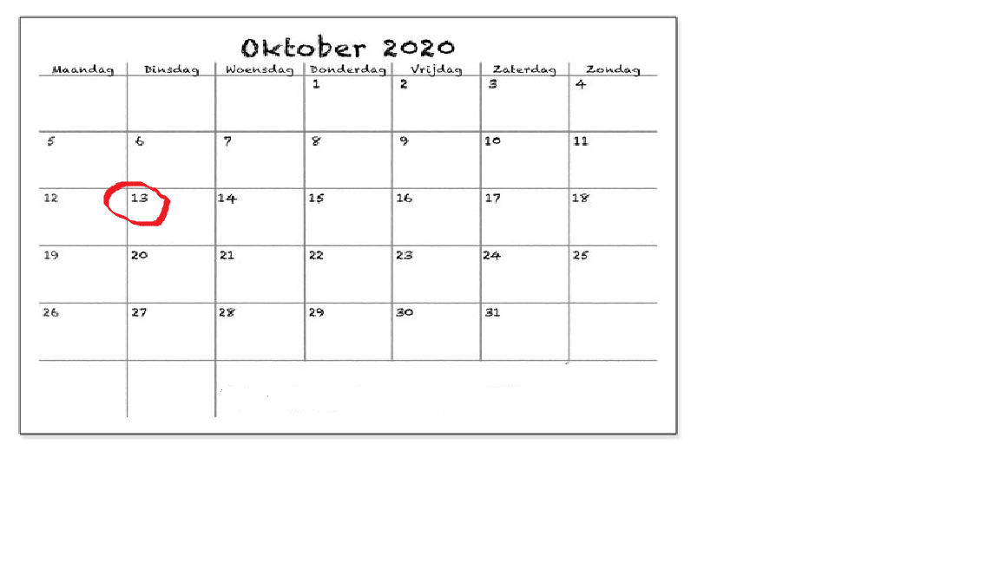 Oktober 2020
Maandag Dinsdag Woensdag Donderdag Vrijdag Zaterdag Zondag
1 2 3 4
5 6 7 8 9 10 11
12 13 14 15 16 17 18
19 20 21 22 23 24 25
26 27 28 29 30 31